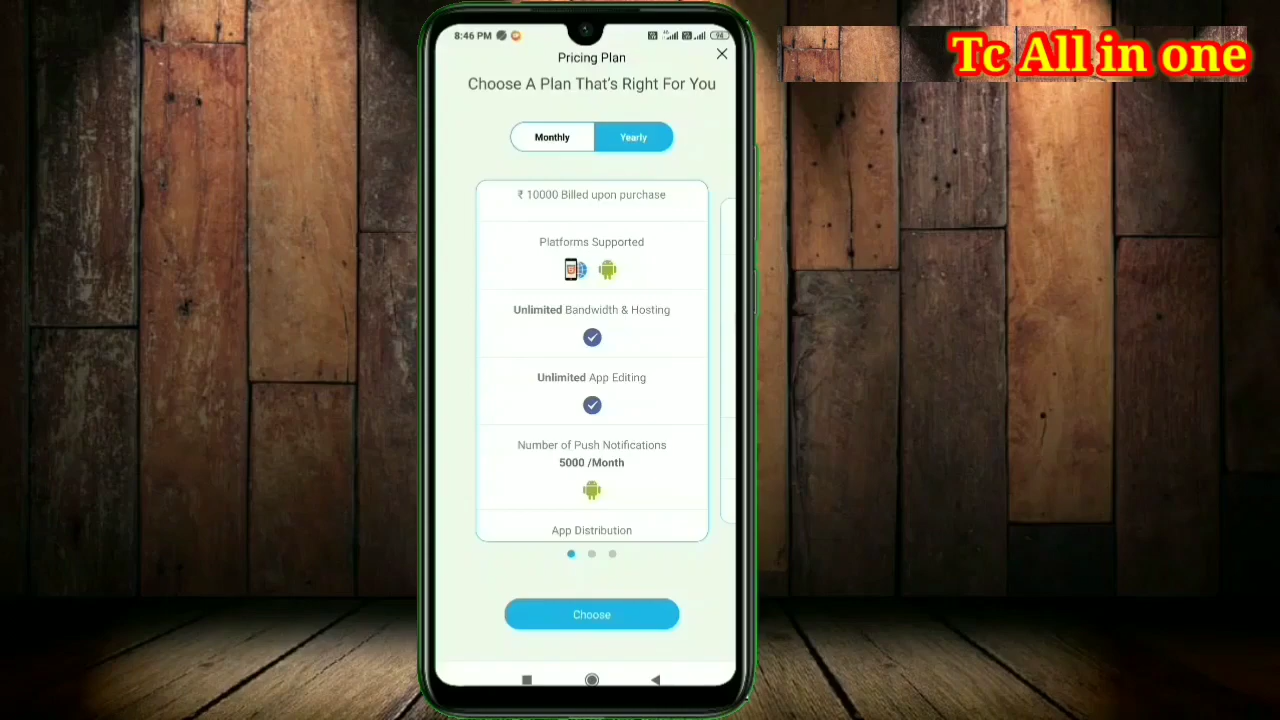 Tc All in one
8:46 PM
94
Pricing Plan
Choose A Plan That's Right For You
Monthly
Yearly
₹ 10000 Billed upon purchase
Platforms Supported
Unlimited Bandwidth & Hosting
Unlimited App Editing
Number of Push Notifications
5000 /Month
App Distribution
Choose